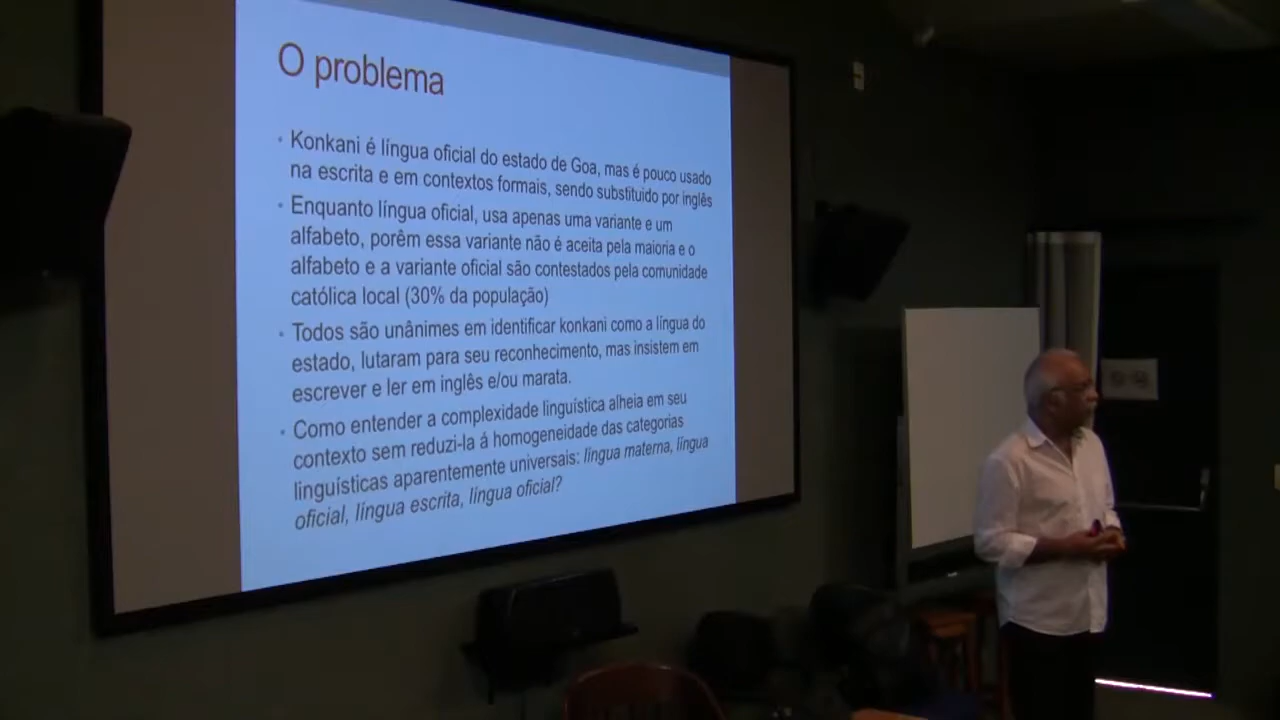 O problema
• Konkani é língua oficial do estado de Goa, mas é pouco usado
na escrita e em contextos formais, sendo substituido por inglês
• Enquanto língua oficial, usa apenas uma variante e um
alfabeto, porêm essa variante não é aceita pela maioria e o
alfabeto e a variante oficial são contestados pela comunidade
católica local (30% da população)
• Todos são unânimes em identificar konkani como a língua do
estado, lutaram para seu reconhecimento, mas insistem em
escrever e ler em inglês e/ou marata.
• Como entender a complexidade linguística alheia em seu
contexto sem reduzi-la á homogeneidade das categorias
linguísticas aparentemente universais: língua materna, língua
oficial, língua escrita, língua oficial?